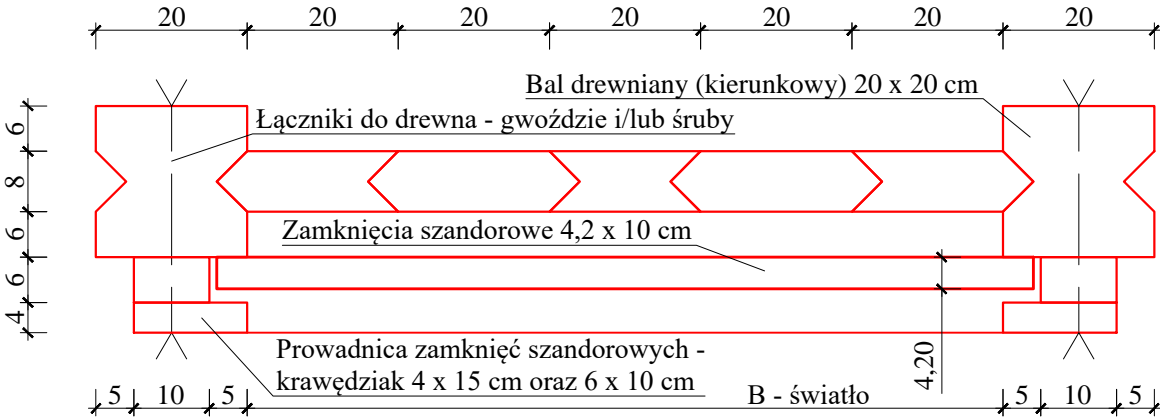 20 20 20 20 20 20 20
Bal drewniany (kierunkowy) 20 x 20 cm
Łączniki do drewna - gwoździe i/lub śruby
6
8
6
6
4
Zamknięcia szandorowe 4,2 x 10 cm
4,20
Prowadnica zamknięć szandorowych -
krawędziak 4 x 15 cm oraz 6 x 10 cm
5 10 5 B - światło 5 10 5